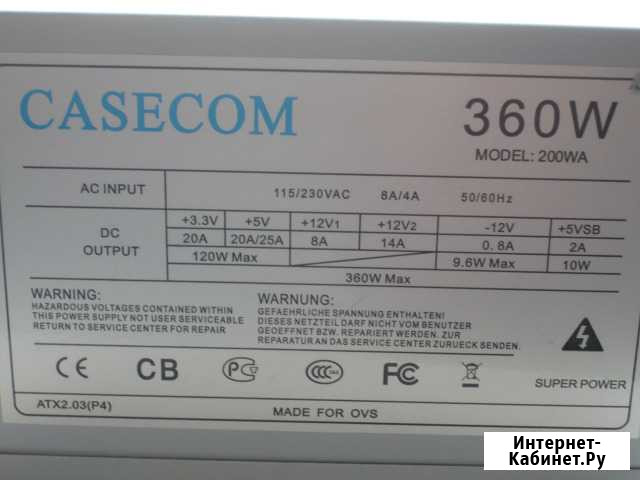 CASECOM
360W
MODEL: 200WA
AC INPUT 115/230VAC 8A/4A 50/60Hz
DC OUTPUT +3.3V +5V +12V1 +12V2 -12V +5VSB
20A 20A/25A 8A 14A 0.8A 2A
120W Max 9.6W Max 10W
360W Max
WARNING:
HAZARDOUS VOLTAGES CONTAINED WITHIN
THIS POWER SUPPLY NOT USER SERVICEABLE
RETURN TO SERVICE CENTER FOR REPAIR
WARNUNG:
GEFAEHRLICHE SPANNUNG ENTHALTEN!
DIESES NETZTEIL DARF NICHT VOM BENUTZER
GEOEFFNET BZW. REPARIERT WERDEN. ZUR
REPARATUR AN DAS SERVICE CENTER ZURUECK SENDEN.
CE CB PC CCC FC
SUPER POWER
ATX2.03(P4)
MADE FOR OVS
Интернет-
Кабинет.Ру